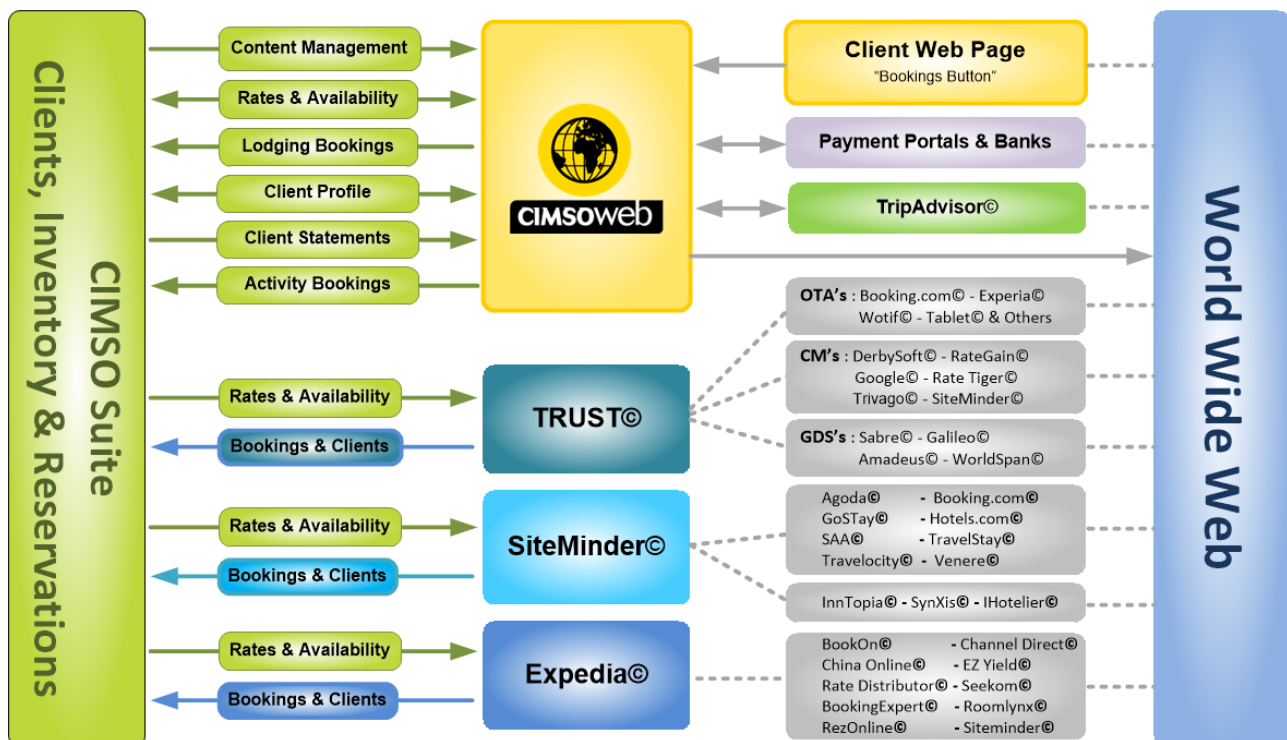 CIMSO Suite
Clients, Inventory & Reservations
Content Management
Rates & Availability
Lodging Bookings
Client Profile
Client Statements
Activity Bookings
CIMSOweb
Client Web Page
“Bookings Button”
Payment Portals & Banks
TripAdvisor©
World Wide Web
Rates & Availability
Bookings & Clients
TRUST©
OTA’s : Booking.com© - Experia©
Wotif© - Tablet© & Others
CM’s : DerbySoft© - RateGain©
Google© - Rate Tiger©
Trivago© - SiteMinder©
GDS’s : Sabre© - Galileo©
Amadeus© - WorldSpan©
Rates & Availability
Bookings & Clients
SiteMinder©
Agoda© - Booking.com©
GoSTay© - Hotels.com©
SAA© - TravelStay©
Travelocity© - Venere©
InnTopia© - SynXis© - IHotelier©
Rates & Availability
Bookings & Clients
Expedia©
BookOn© - Channel Direct©
China Online© - EZ Yield©
Rate Distributor© - Seekom©
BookingExpert© - Roomlynx©
RezOnline© - Siteminder©